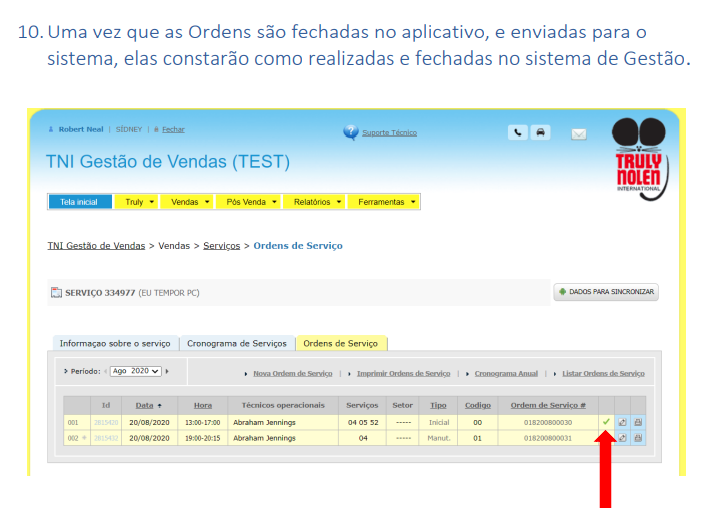 10. Uma vez que as Ordens são fechadas no aplicativo, e enviadas para o
sistema, elas constarão como realizadas e fechadas no sistema de Gestão.
Robert Neal | SÍDNEY | Fechar
Suporte Técnico
TNI Gestão de Vendas (TEST)
TRULY
NOLEN
INTERNATIONAL
Tela inicial Truly Vendas Pós Venda Relatórios Ferramentas
TNI Gestão de Vendas > Vendas > Serviços > Ordens de Serviço
SERVIÇO 334977 (EU TEMPOR PC)
DADOS PARA SINCRONIZAR
Informaçao sobre o serviço Cronograma de Serviços Ordens de Serviço
Período: Ago 2020
Nova Ordem de Serviço | Imprimir Ordens de Serviço | Cronograma Anual | Listar Ordens de Serviço
Id Data Hora Técnicos operacionais Serviços Setor Tipo Codigo Ordem de Serviço #
001 20/08/2020 13:00-17:00 Abraham Jennings 04 05 52 ----- Inicial 00 018200800030
002 2815432 20/08/2020 19:00-20:15 Abraham Jennings 04 ----- Manut. 01 018200800031